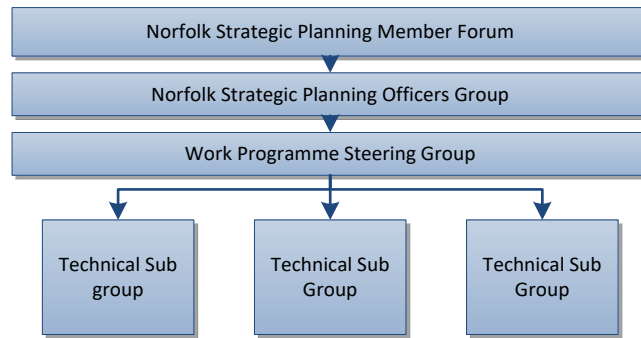 Norfolk Strategic Planning Member Forum
Norfolk Strategic Planning Officers Group
Work Programme Steering Group
Technical Sub
group
Technical Sub
Group
Technical Sub
Group